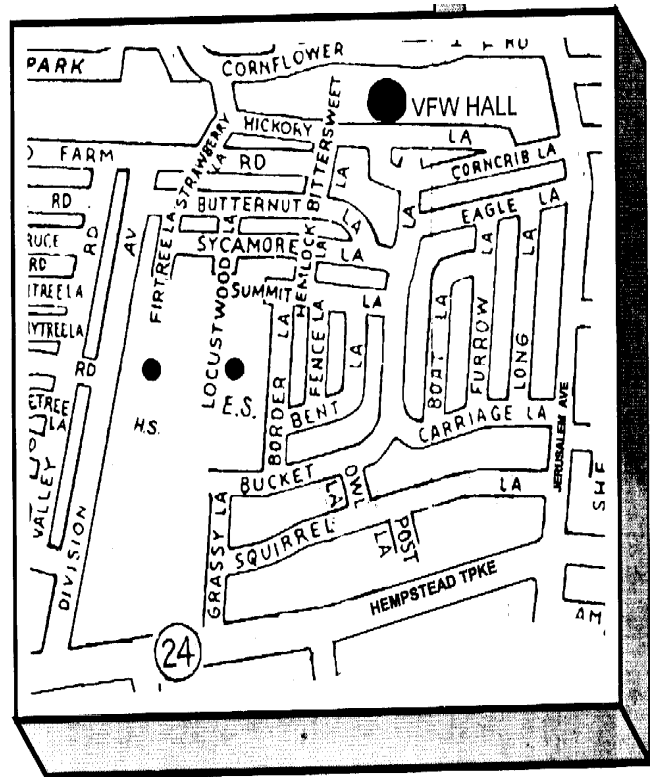 PARK
CORNFLOWER
RD
VFW HALL
HICKORY
LA
STRAWBERRY
LA
BITTERSWEET
LA
FARM
RD
CORNCRIB LA
RD
BUTTERNUT
LA
LA
EAGLE LA
RD
AV
FIRTREE LA
SYCAMORE
LA
RD
LOCUSTWOOD LA
HEMLOCK LA
SUMMIT
LA
RD
H.S.
E.S.
BORDER LA
FENCE LA
LA
BENT
BOAT LA
FURROW LA
LONG LA
CARRIAGE LA
JERUSALEM AVE
LA
VALLEY
DIVISION
BUCKET
OWL
LA
LA
GRASSY LA
SQUIRREL
POST
LA
HEMPSTEAD TPKE
24